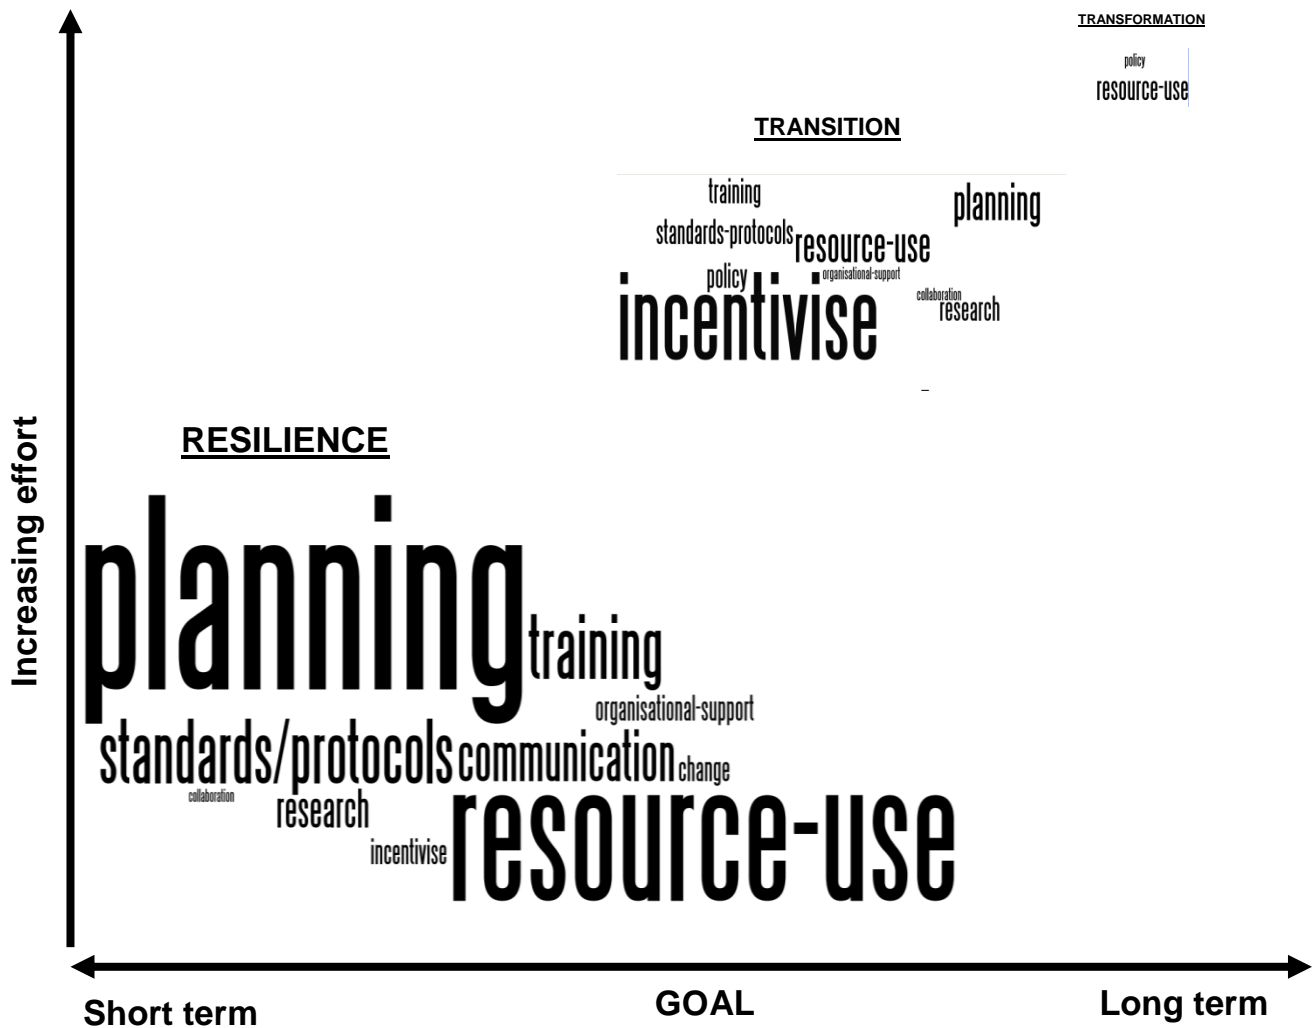 TRANSFORMATION
policy
resource-use
TRANSITION
training
planning
standards-protocols
resource-use
policy
organisational-support
incentivise
collaboration
research
RESILIENCE
Increasing effort
planning
training
organisational-support
standards/protocols communication change
collaboration
research
incentivise
resource-use
Short term
GOAL
Long term